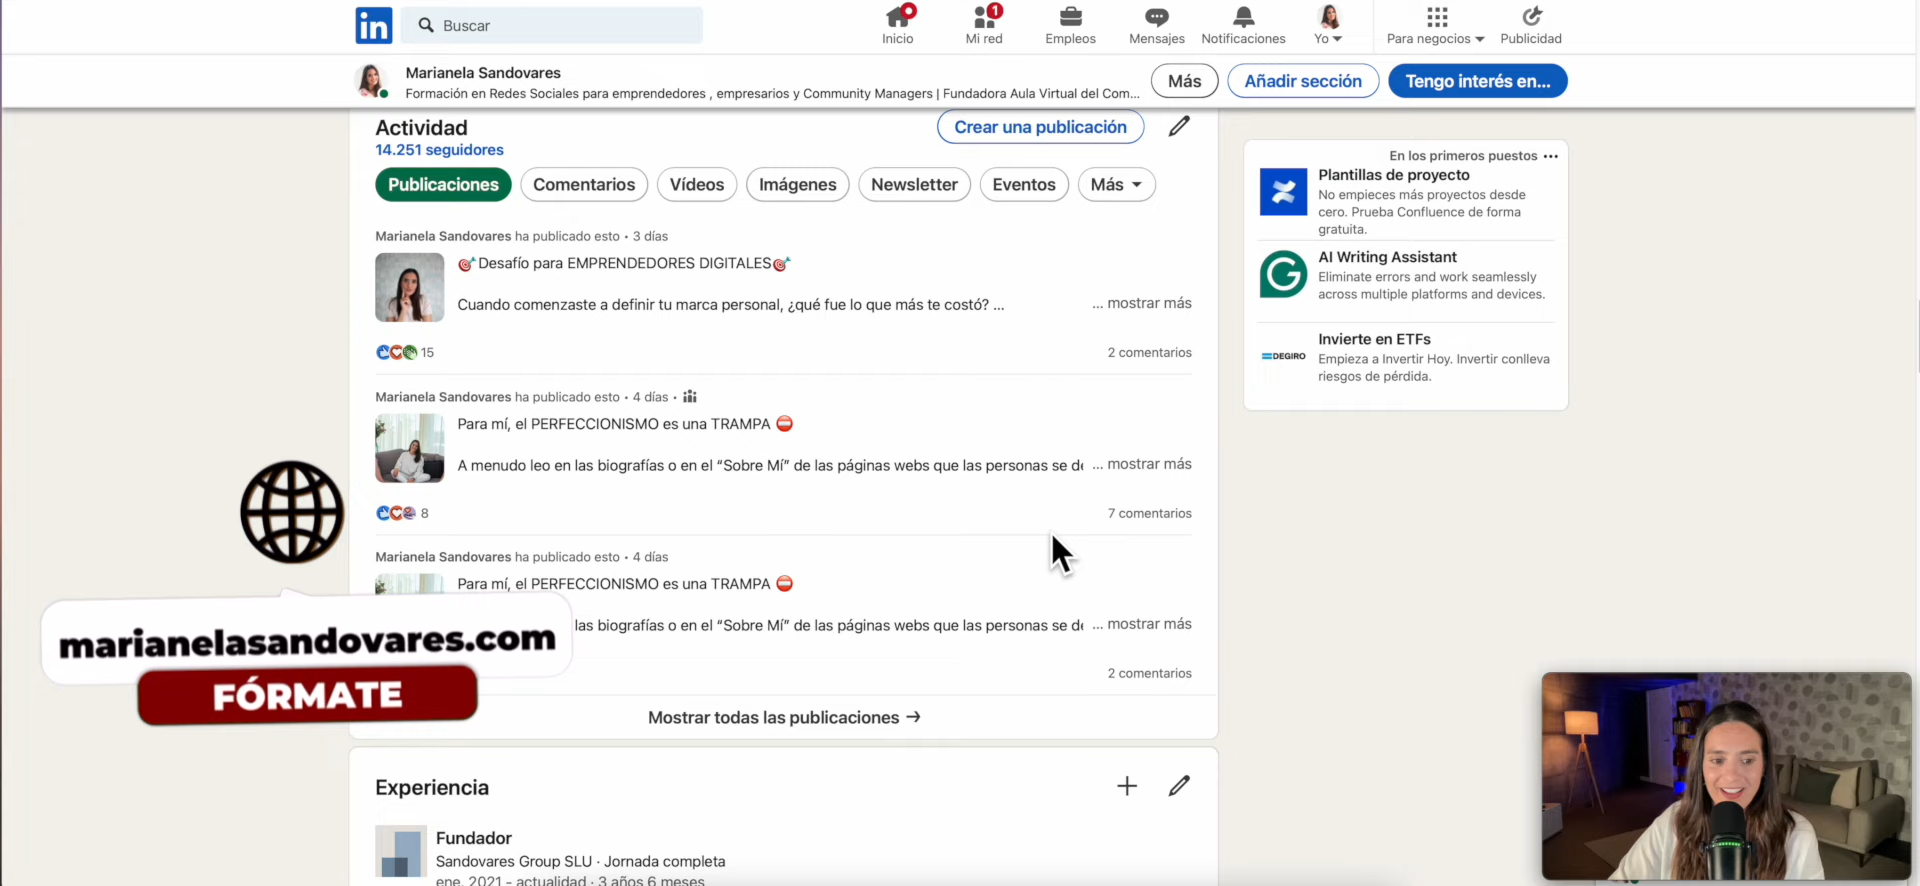 in
Buscar
Inicio
1
Mi red
Empleos
Mensajes
Notificaciones
Yo
Para negocios
Publicidad
Marianela Sandovares
Formación en Redes Sociales para emprendedores , empresarios y Community Managers | Fundadora Aula Virtual del Com...
Más
Añadir sección
Tengo interés en...
Actividad
14.251 seguidores
Crear una publicación
Publicaciones
Comentarios
Vídeos
Imágenes
Newsletter
Eventos
Más
Marianela Sandovares ha publicado esto • 3 días
Desafío para EMPRENDEDORES DIGITALES
Cuando comenzaste a definir tu marca personal, ¿qué fue lo que más te costó? ...
... mostrar más
15
2 comentarios
Marianela Sandovares ha publicado esto • 4 días •
Para mí, el PERFECCIONISMO es una TRAMPA
A menudo leo en las biografías o en el “Sobre Mí” de las páginas webs que las personas se de
... mostrar más
8
7 comentarios
Marianela Sandovares ha publicado esto • 4 días
Para mí, el PERFECCIONISMO es una TRAMPA
las biografías o en el “Sobre Mí” de las páginas webs que las personas se de
... mostrar más
2 comentarios
Mostrar todas las publicaciones →
marianelasandovares.com
FÓRMATE
Experiencia
Fundador
Sandovares Group SLU · Jornada completa
ene. 2021 - actualidad · 3 años 6 meses
En los primeros puestos
Plantillas de proyecto
No empieces más proyectos desde
cero. Prueba Confluence de forma
gratuita.
AI Writing Assistant
Eliminate errors and work seamlessly
across multiple platforms and devices.
DEGIRO
Invierte en ETFs
Empieza a Invertir Hoy. Invertir conlleva
riesgos de pérdida.